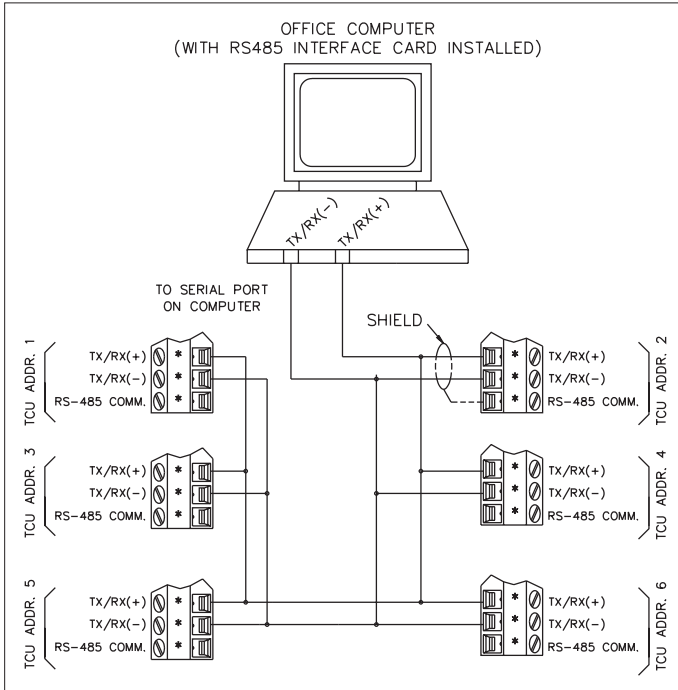 OFFICE COMPUTER
(WITH RS485 INTERFACE CARD INSTALLED)
TX/RX(-)
TX/RX(+)
TO SERIAL PORT
ON COMPUTER
SHIELD
TCU ADDR. 1
TX/RX(+)
TX/RX(-)
RS-485 COMM.
*
*
*
*
*
*
TX/RX(+)
TX/RX(-)
RS-485 COMM.
TCU ADDR. 2
TCU ADDR. 3
TX/RX(+)
TX/RX(-)
RS-485 COMM.
*
*
*
*
*
*
TX/RX(+)
TX/RX(-)
RS-485 COMM.
TCU ADDR. 4
TCU ADDR. 5
TX/RX(+)
TX/RX(-)
RS-485 COMM.
*
*
*
*
*
*
TX/RX(+)
TX/RX(-)
RS-485 COMM.
TCU ADDR. 6